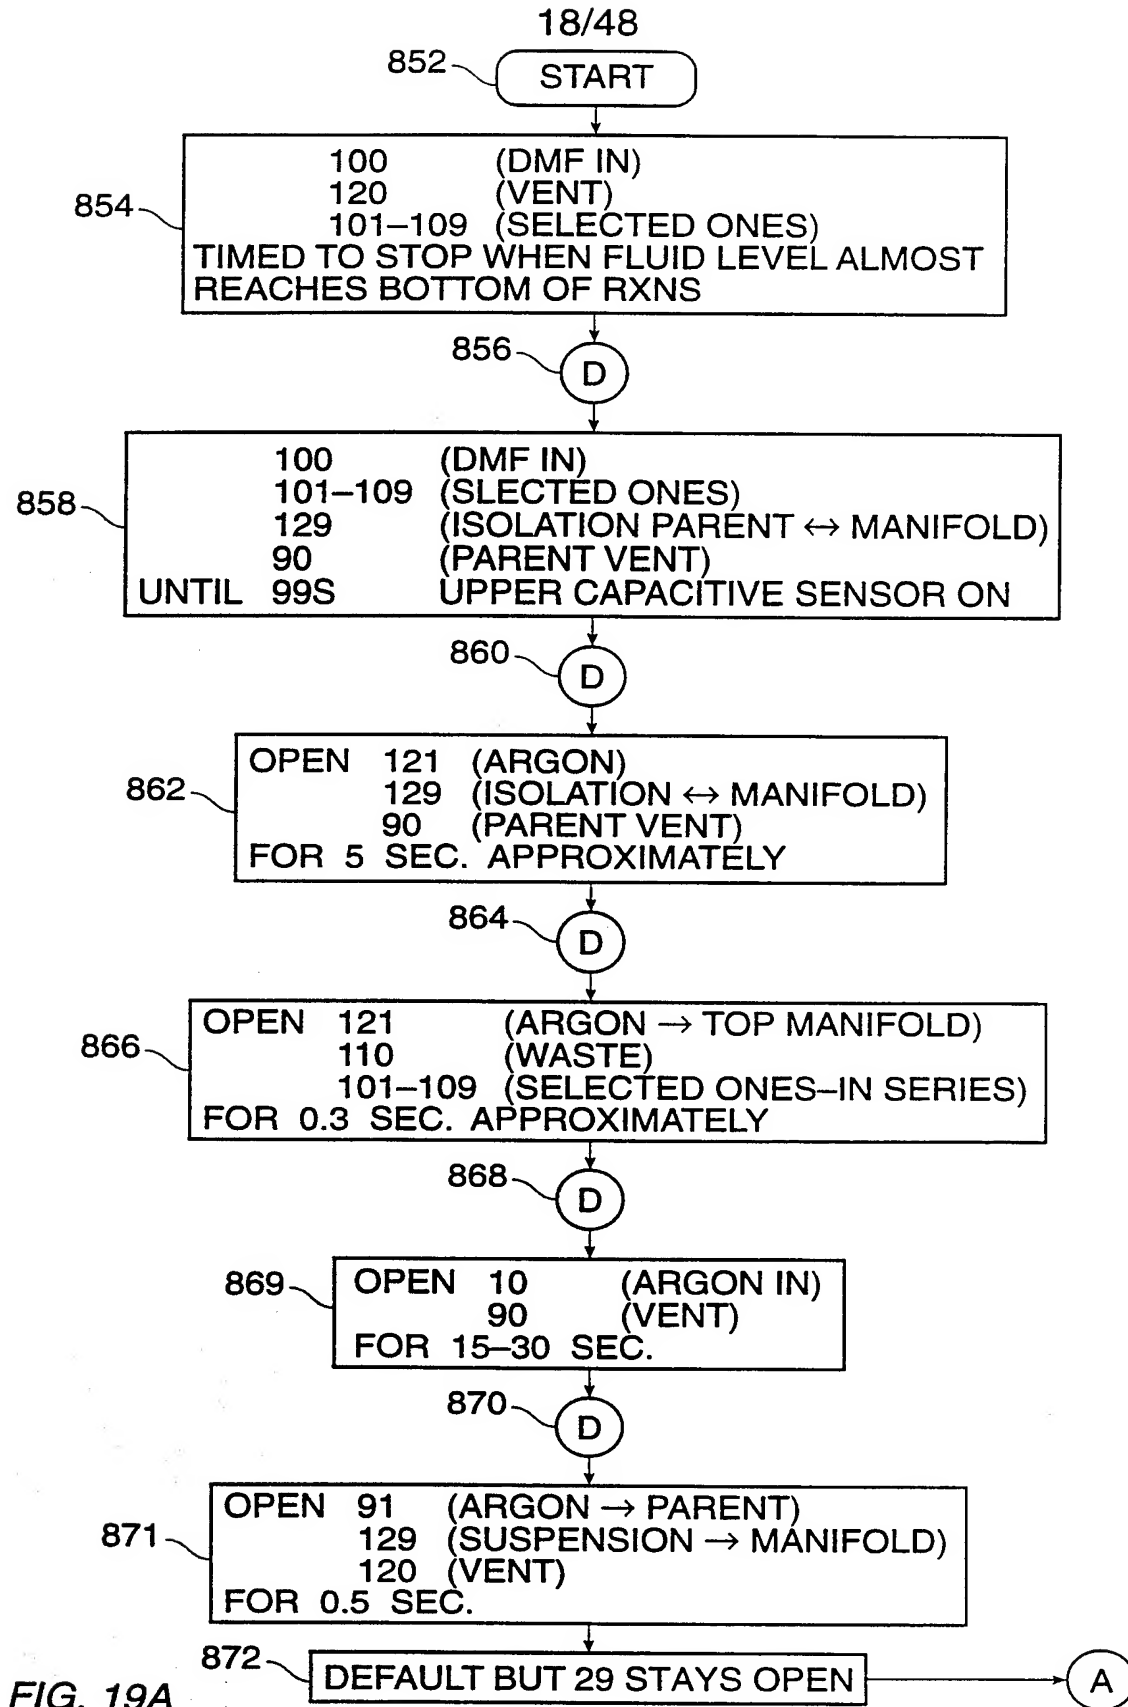 18/48
852 START
100 (DMF IN)
120 (VENT)
854
101–109 (SELECTED ONES)
TIMED TO STOP WHEN FLUID LEVEL ALMOST
REACHES BOTTOM OF RXNS
856 D
100 (DMF IN)
858 101–109 (SLECTED ONES)
129 (ISOLATION PARENT ↔ MANIFOLD)
90 (PARENT VENT)
UNTIL 99S UPPER CAPACITIVE SENSOR ON
860 D
OPEN 121 (ARGON)
862 129 (ISOLATION ↔ MANIFOLD)
90 (PARENT VENT)
FOR 5 SEC. APPROXIMATELY
864 D
OPEN 121 (ARGON → TOP MANIFOLD)
866 110 (WASTE)
101–109 (SELECTED ONES–IN SERIES)
FOR 0.3 SEC. APPROXIMATELY
868 D
869 OPEN 10 (ARGON IN)
90 (VENT)
FOR 15–30 SEC.
870 D
OPEN 91 (ARGON → PARENT)
871 129 (SUSPENSION → MANIFOLD)
120 (VENT)
FOR 0.5 SEC.
872 DEFAULT BUT 29 STAYS OPEN A
FIG. 19A